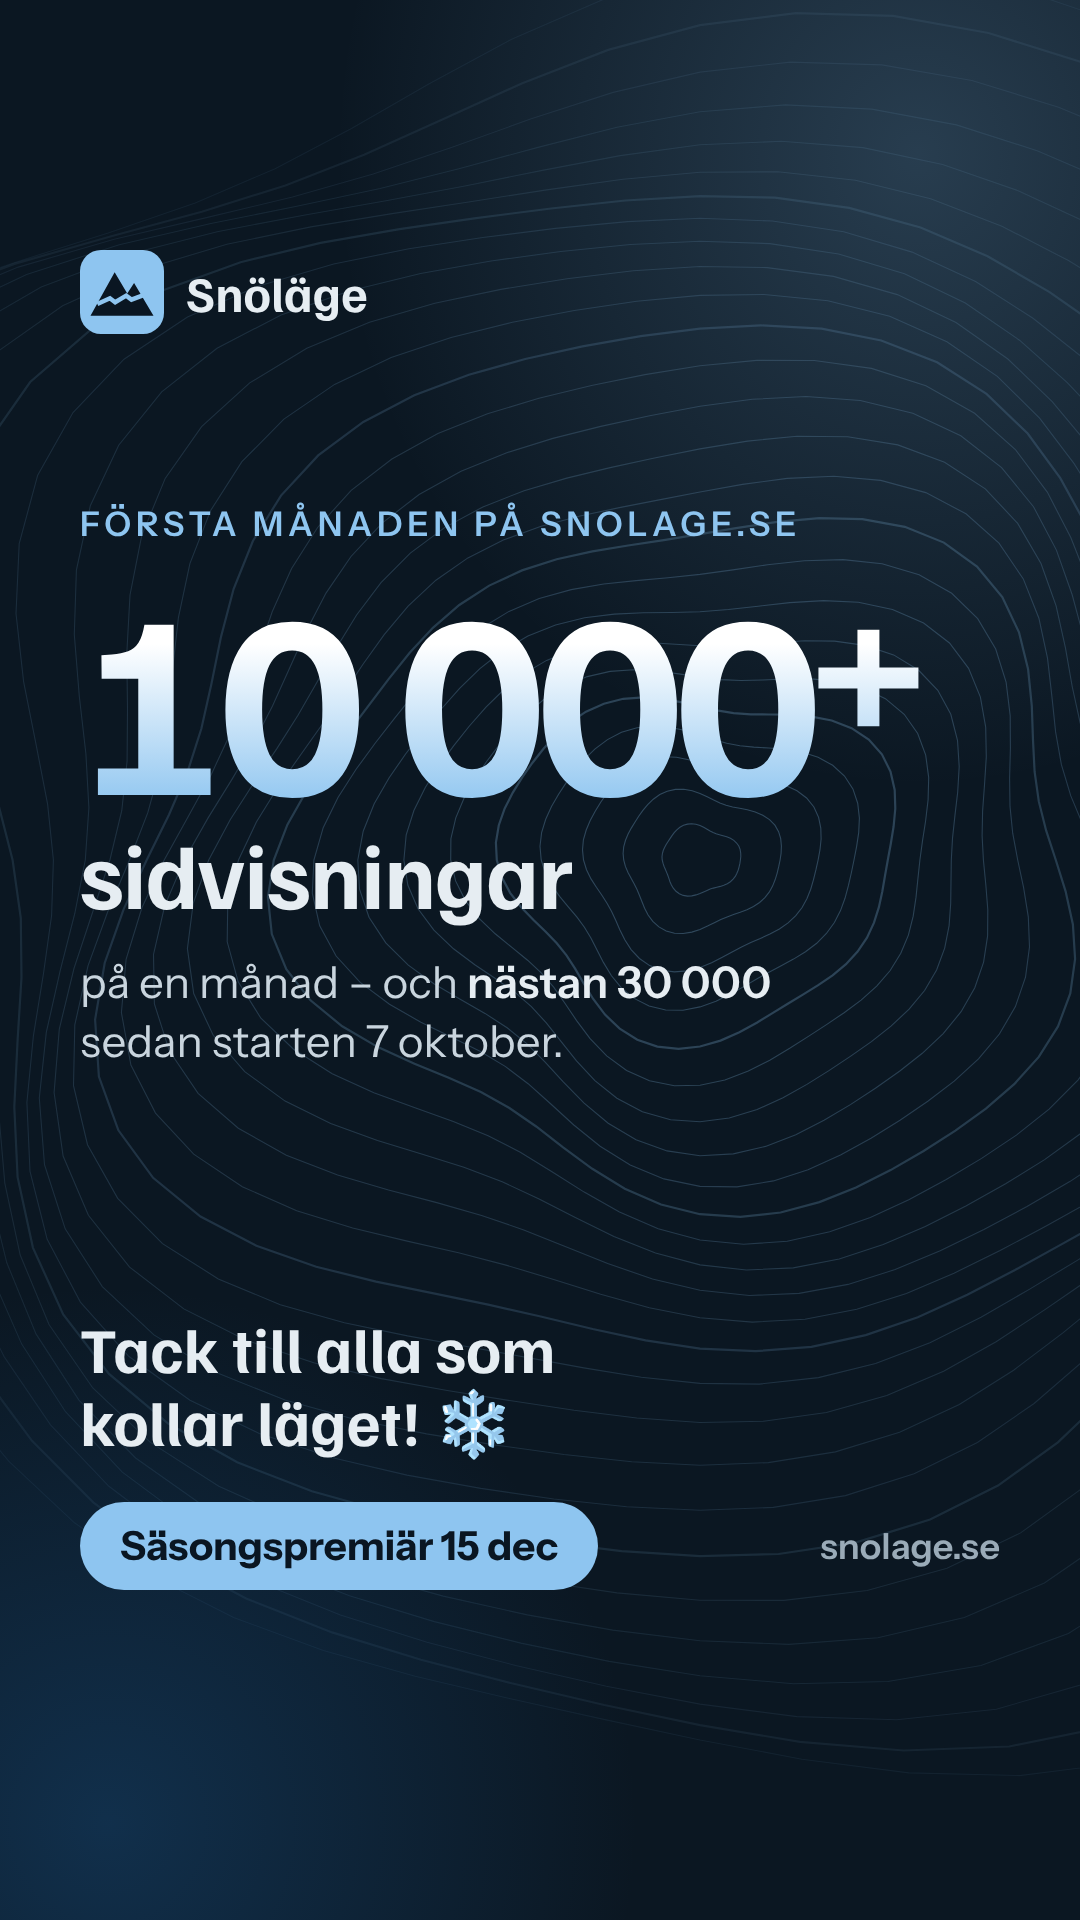 Snöläge
FÖRSTA MÅNADEN PÅ SNOLAGE.SE
10 000+
sidvisningar
på en månad – och nästan 30 000
sedan starten 7 oktober.
Tack till alla som
kollar läget! ❄️
Säsongspremiär 15 dec
snolage.se